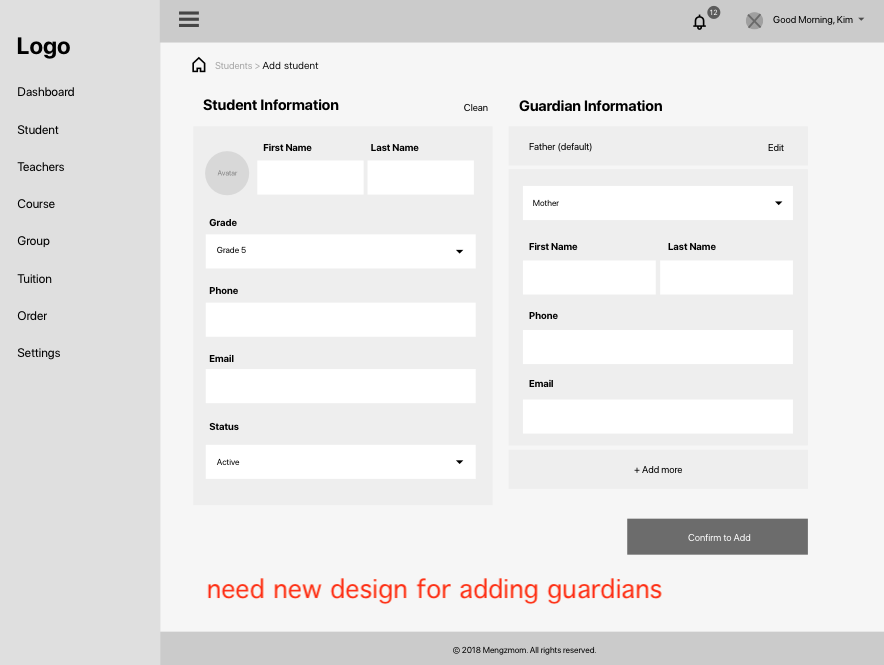 12
Good Morning, Kim
Logo
Dashboard
Student
Teachers
Course
Group
Tuition
Order
Settings
Students > Add student
Student Information
Clean
Avatar
First Name
Last Name
Grade
Grade 5
Phone
Email
Status
Active
Guardian Information
Father (default)
Edit
Mother
First Name
Last Name
Phone
Email
+ Add more
Confirm to Add
need new design for adding guardians
© 2018 Mengzmom. All rights reserved.